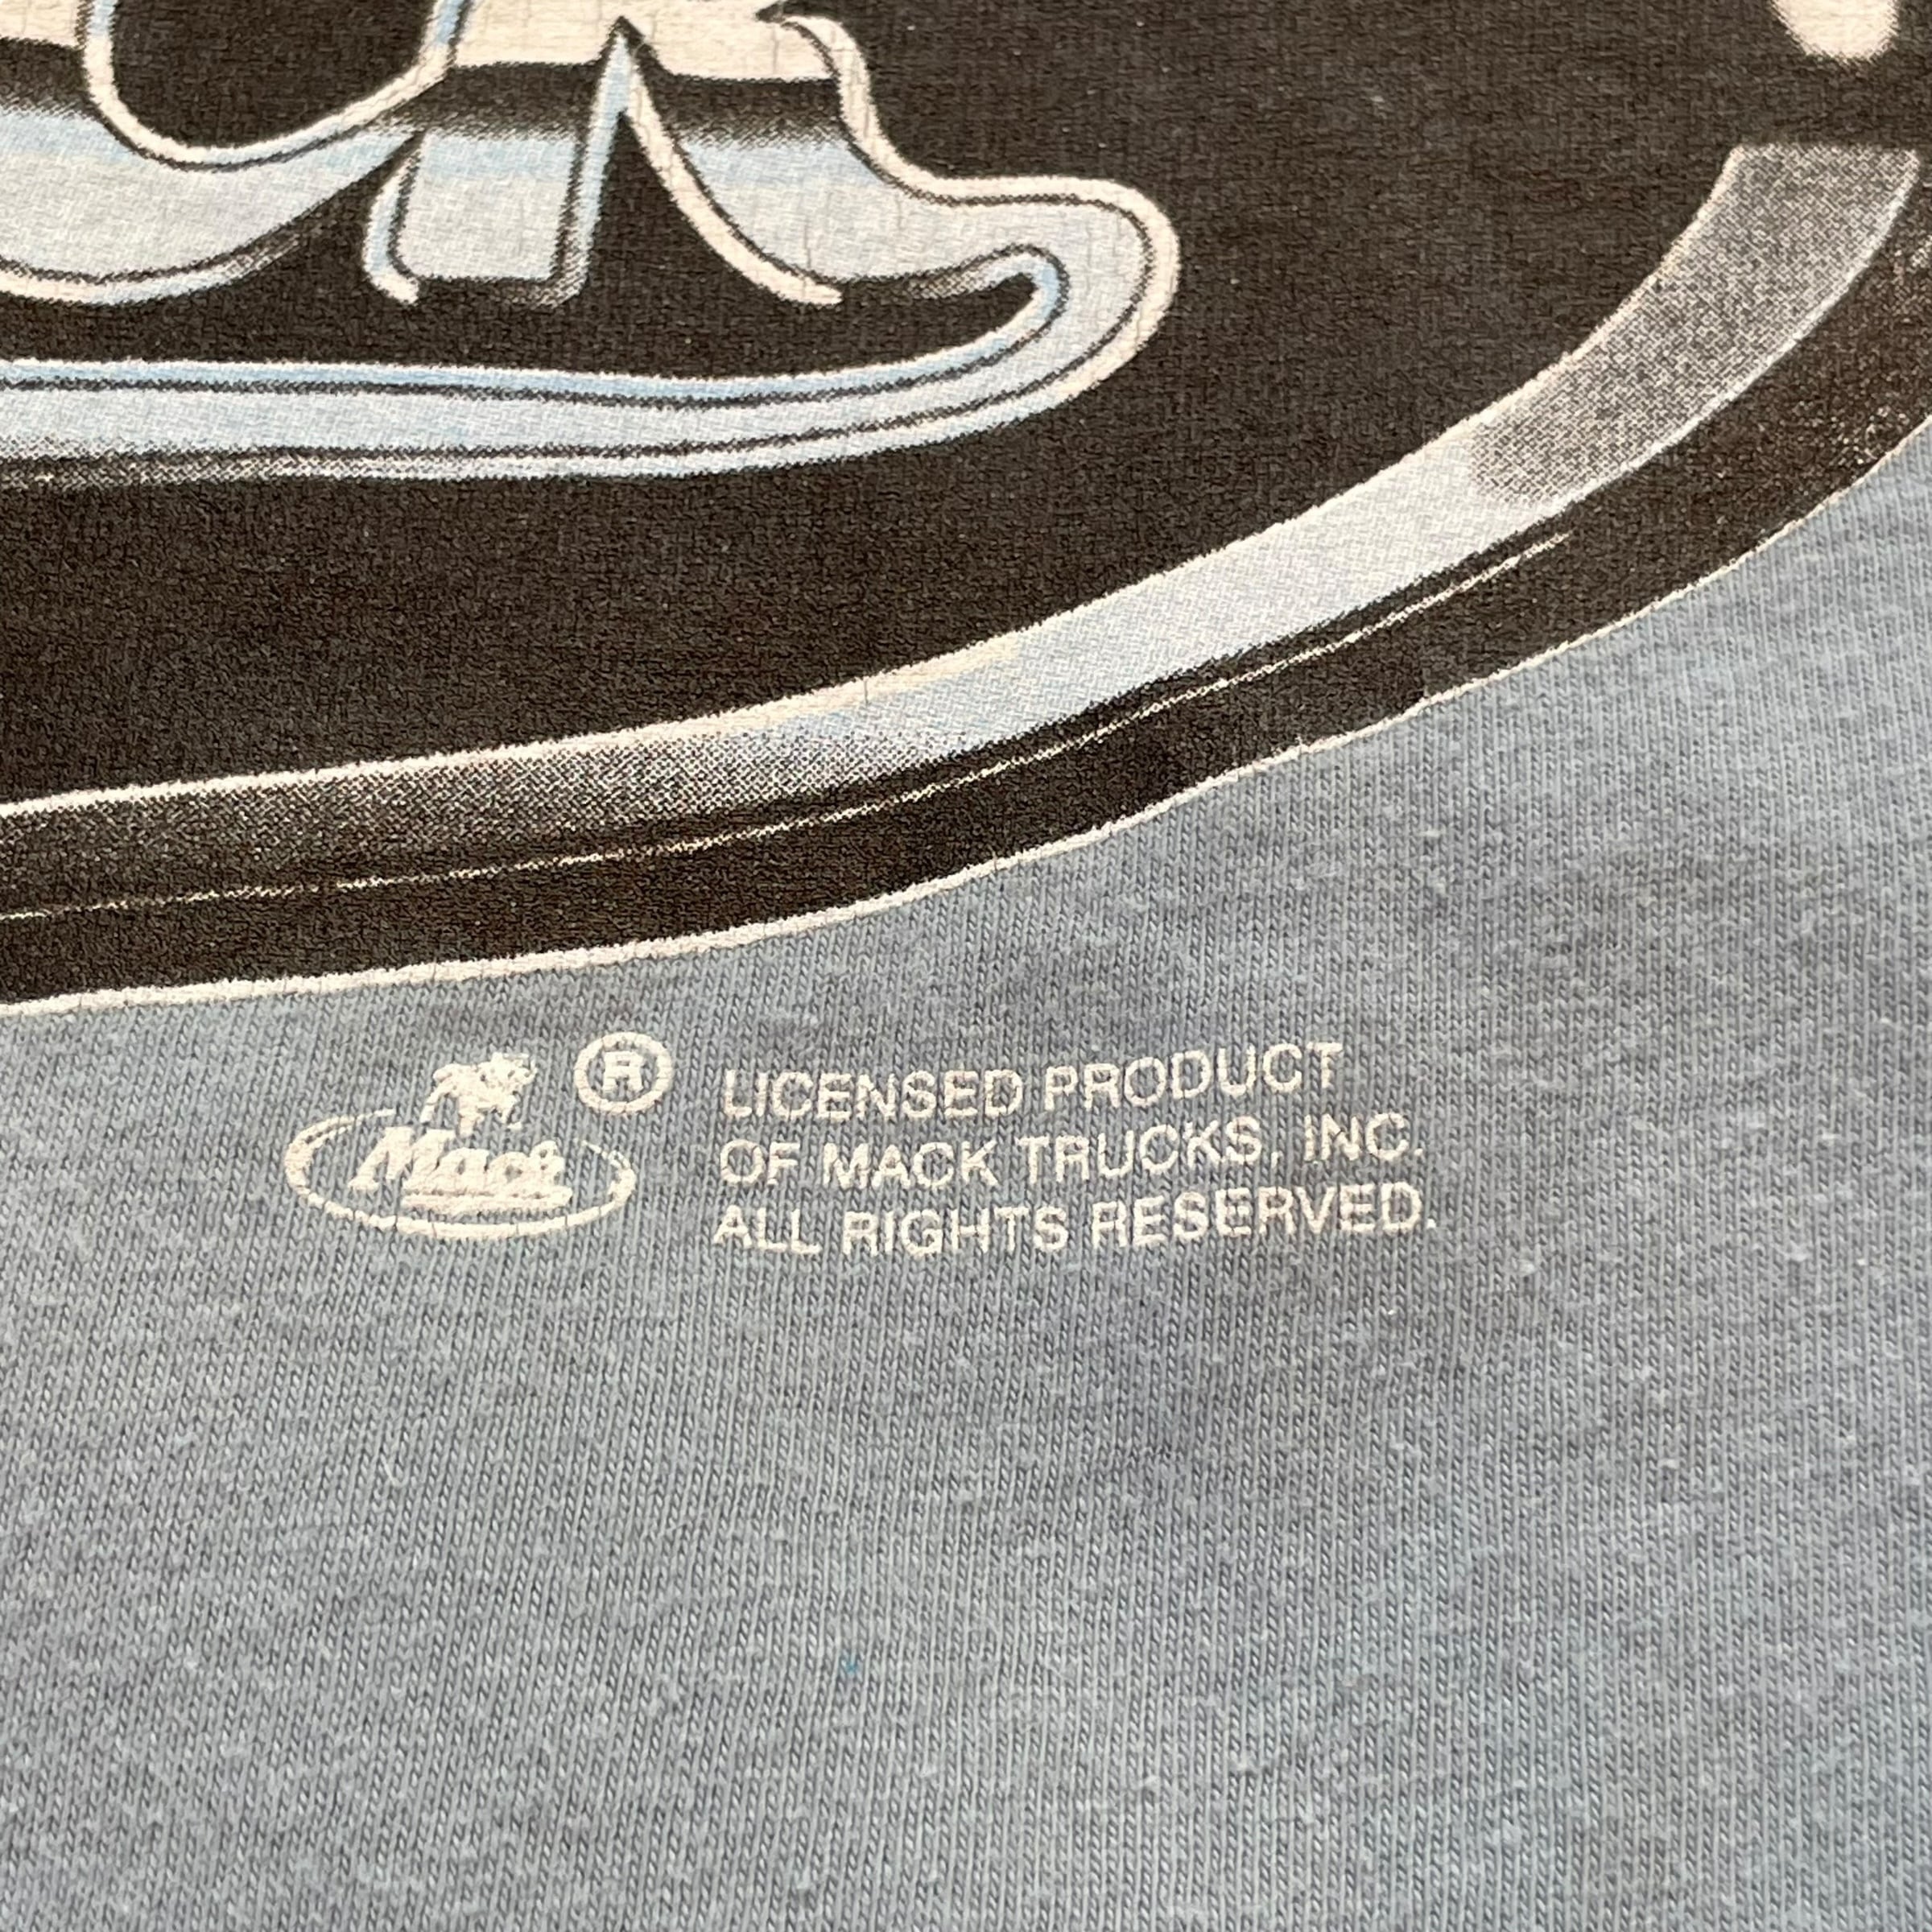 Mack ® LICENSED PRODUCT
OF MACK TRUCKS, INC.
ALL RIGHTS RESERVED.